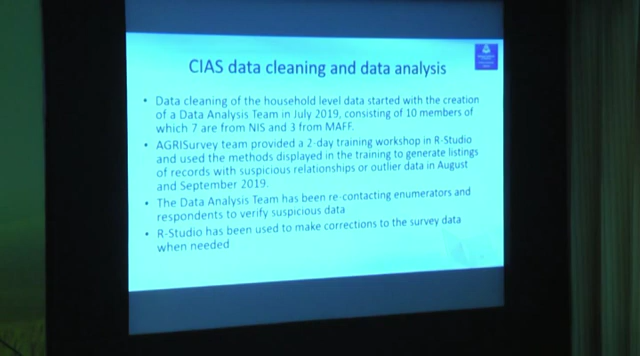 CIAS data cleaning and data analysis
• Data cleaning of the household level data started with the creation
of a Data Analysis Team in July 2019, consisting of 10 members of
which 7 are from NIS and 3 from MAFF.
• AGRISurvey team provided a 2-day training workshop in R-Studio
and used the methods displayed in the training to generate listings
of records with suspicious relationships or outlier data in August
and September 2019.
• The Data Analysis Team has been re-contacting enumerators and
respondents to verify suspicious data
• R-Studio has been used to make corrections to the survey data
when needed